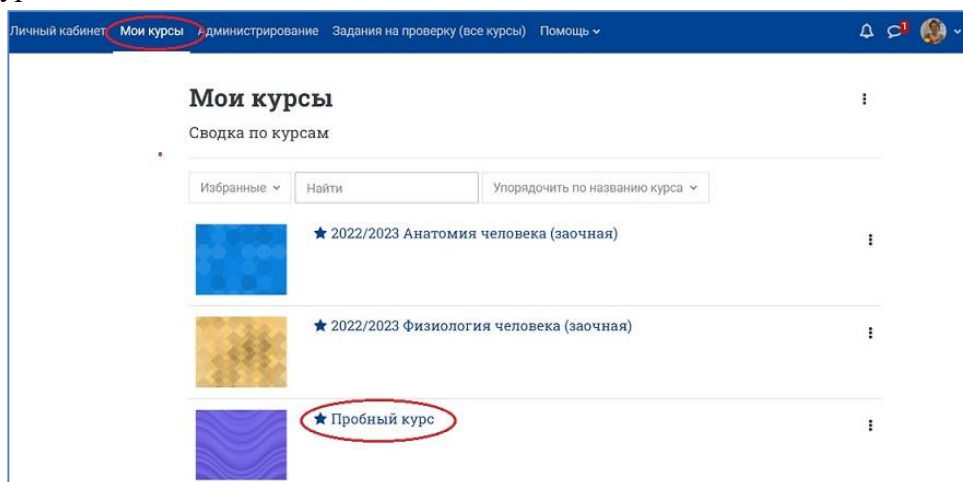 Личный кабинет Мои курсы Администрирование Задания на проверку (все курсы) Помощь 1
Мои курсы
Сводка по курсам
Избранные Найти Упорядочить по названию курса
2022/2023 Анатомия человека (заочная)
2022/2023 Физиология человека (заочная)
Пробный курс